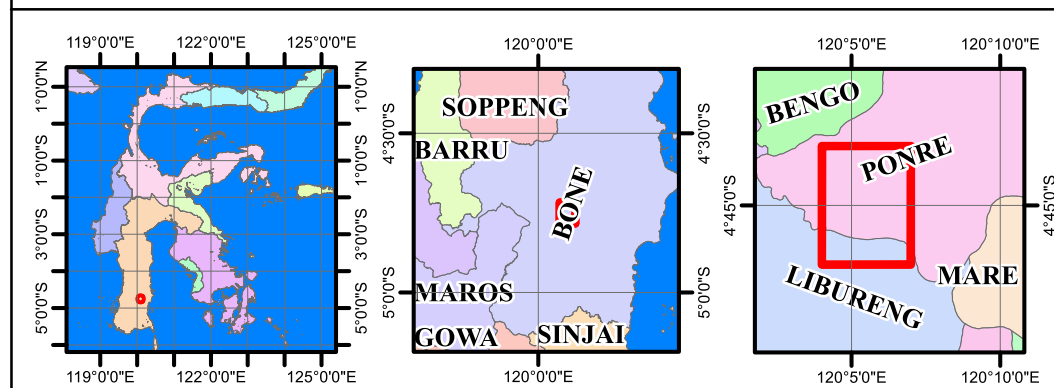 119°0'0"E 122°0'0"E 125°0'0"E
1°0'0"N 1°0'0"N
1°0'0"S 1°0'0"S
3°0'0"S 3°0'0"S
5°0'0"S 5°0'0"S
119°0'0"E 122°0'0"E 125°0'0"E
120°0'0"E
SOPPENG
4°30'0"S 4°30'0"S
BARRU
BONE
5°0'0"S 5°0'0"S
MAROS
GOWA SINJAI
120°0'0"E
120°5'0"E 120°10'0"E
BENGO
PONRE
4°45'0"S 4°45'0"S
MARE
LIBURENG
120°5'0"E 120°10'0"E